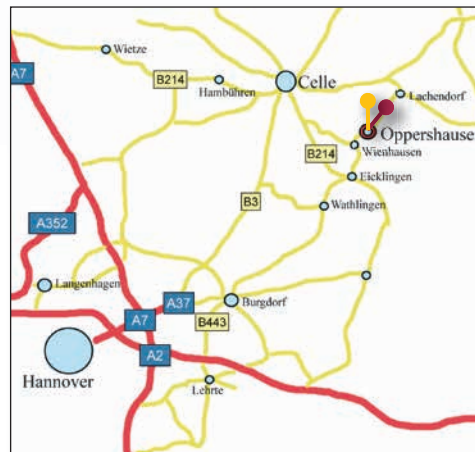 Wietze
A7
B214
Hambühren
Celle
Lachendorf
Oppershause
B214
Wienhausen
Eicklingen
B3
Wathlingen
A352
Langenhagen
A37
Burgdorf
A7
B443
Hannover
A2
Lehrte